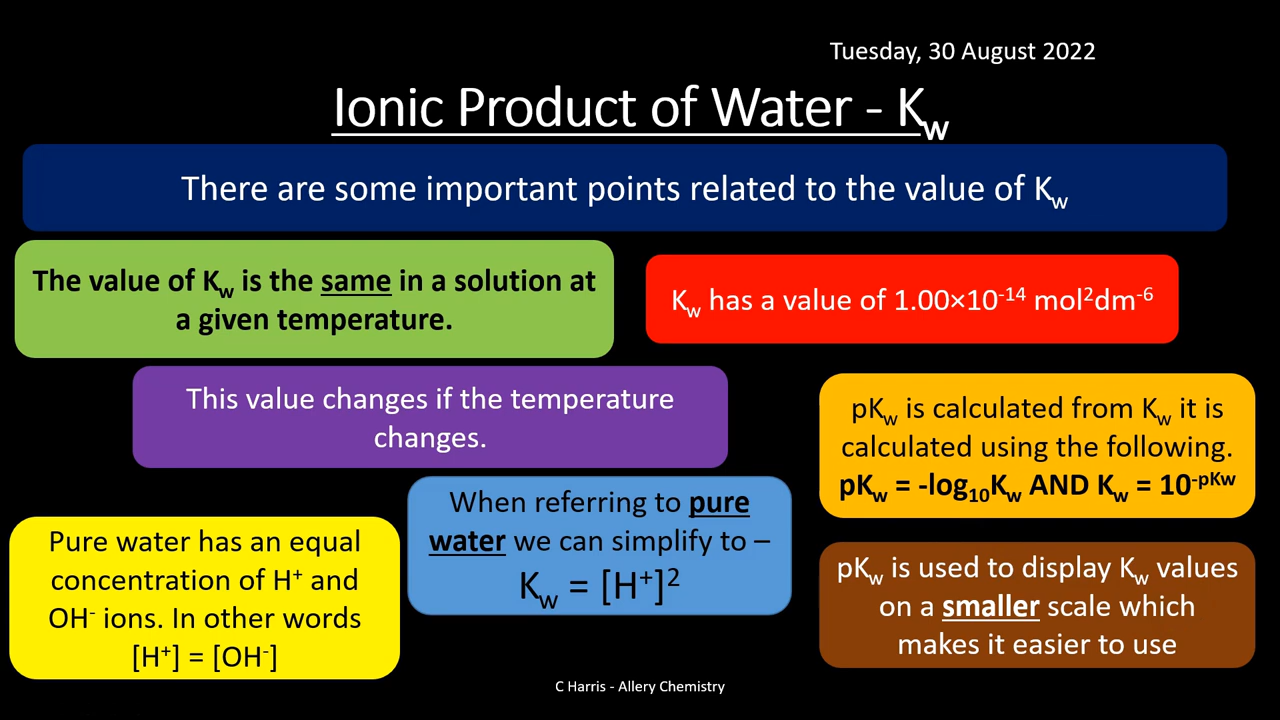 Tuesday, 30 August 2022
Ionic Product of Water - Kw
There are some important points related to the value of Kw
The value of Kw is the same in a solution at
a given temperature.
Kw has a value of 1.00×10⁻¹⁴ mol²dm⁻⁶
This value changes if the temperature
changes.
pKw is calculated from Kw it is
calculated using the following.
pKw = -log₁₀Kw AND Kw = 10⁻ᵖᴷʷ
When referring to pure
water we can simplify to –
Kw = [H⁺]²
Pure water has an equal
concentration of H⁺ and
OH⁻ ions. In other words
[H⁺] = [OH⁻]
pKw is used to display Kw values
on a smaller scale which
makes it easier to use
C Harris - Allery Chemistry